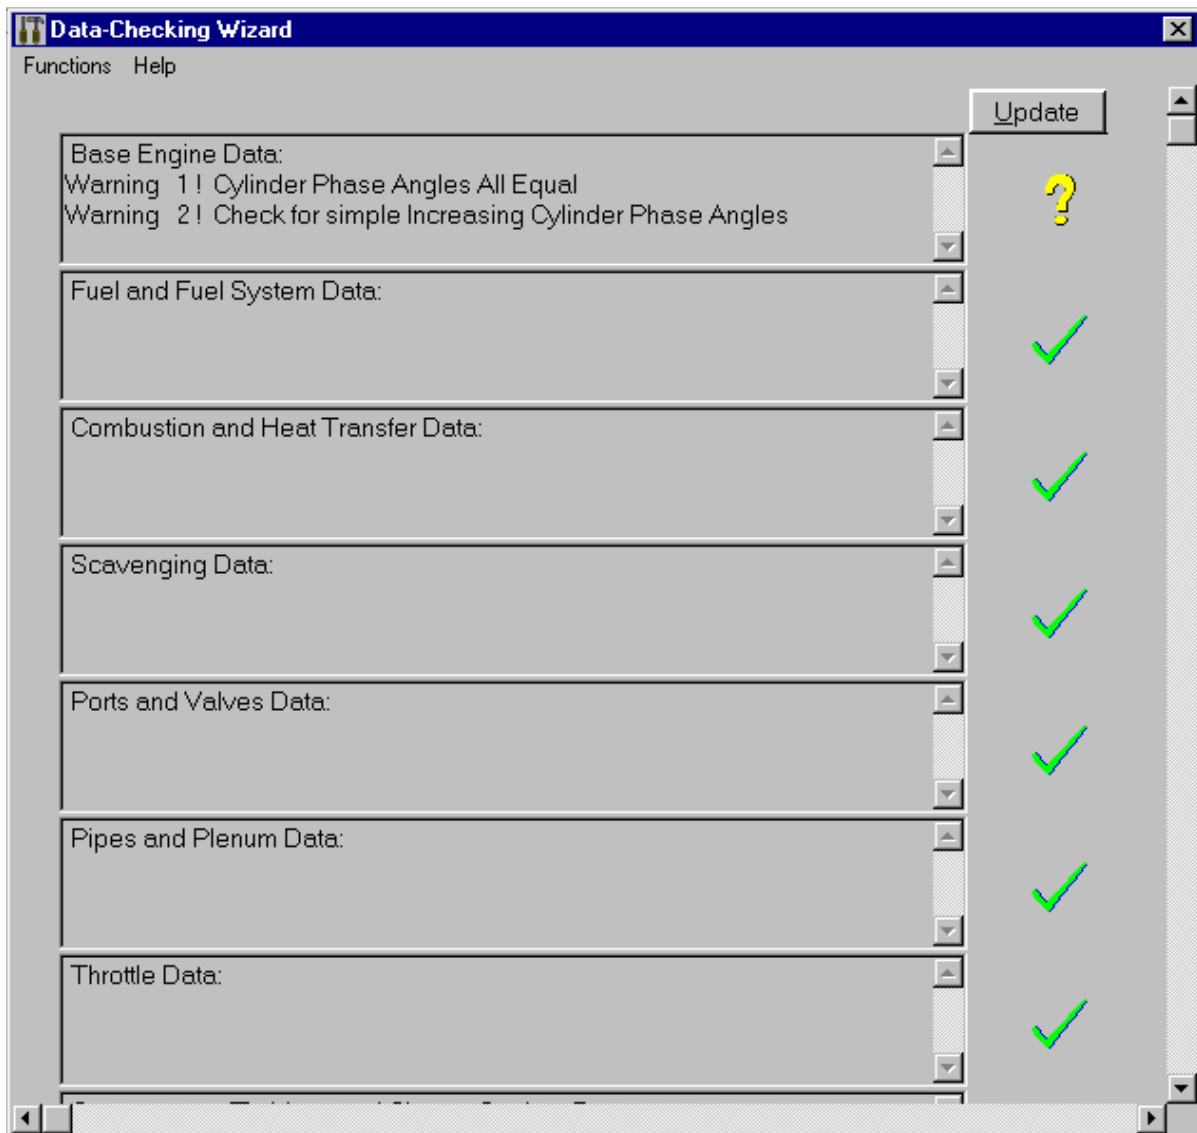 Data-Checking Wizard
Functions Help
Update
Base Engine Data:
Warning 1! Cylinder Phase Angles All Equal
Warning 2! Check for simple Increasing Cylinder Phase Angles
Fuel and Fuel System Data:
Combustion and Heat Transfer Data:
Scavenging Data:
Ports and Valves Data:
Pipes and Plenum Data:
Throttle Data: